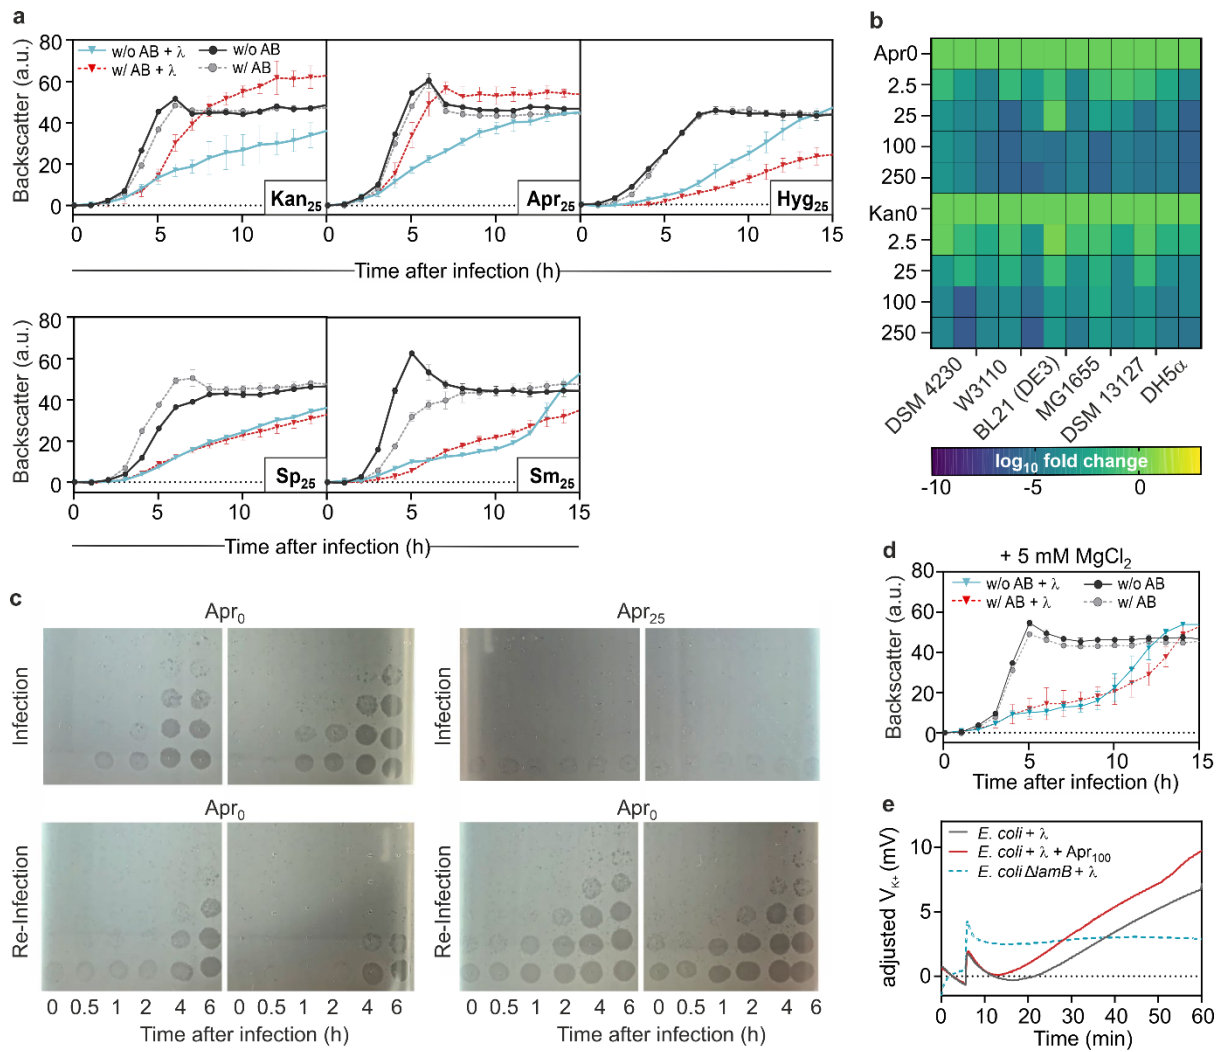 a
w/o AB + λ
w/o AB
w/ AB + λ
w/ AB
Backscatter (a.u.)
80
60
40
20
0
Kan25
Apr25
Hyg25
0 5 10 0 5 10 0 5 10 15
Time after infection (h)
Backscatter (a.u.)
80
60
40
20
0
Sp25
Sm25
0 5 10 0 5 10 15
Time after infection (h)
b
Apr0
2.5
25
100
250
Kan0
2.5
25
100
250
DSM 4230
W3110
BL21 (DE3)
MG1655
DSM 13127
DH5α
log10 fold change
-10 -5 0
c
Apr0
Apr25
Infection
Apr0
Apr0
Re-Infection
Re-Infection
0 0.5 1 2 4 6 0 0.5 1 2 4 6
0 0.5 1 2 4 6 0 0.5 1 2 4 6
Time after infection (h)
Time after infection (h)
Infection
d
+ 5 mM MgCl2
w/o AB + λ
w/o AB
w/ AB + λ
w/ AB
Backscatter (a.u.)
80
60
40
20
0
0 5 10 15
Time after infection (h)
e
E. coli + λ
E. coli + λ + Apr100
E. coli ΔlamB + λ
adjusted VK+ (mV)
10
5
0
0 10 20 30 40 50 60
Time (min)